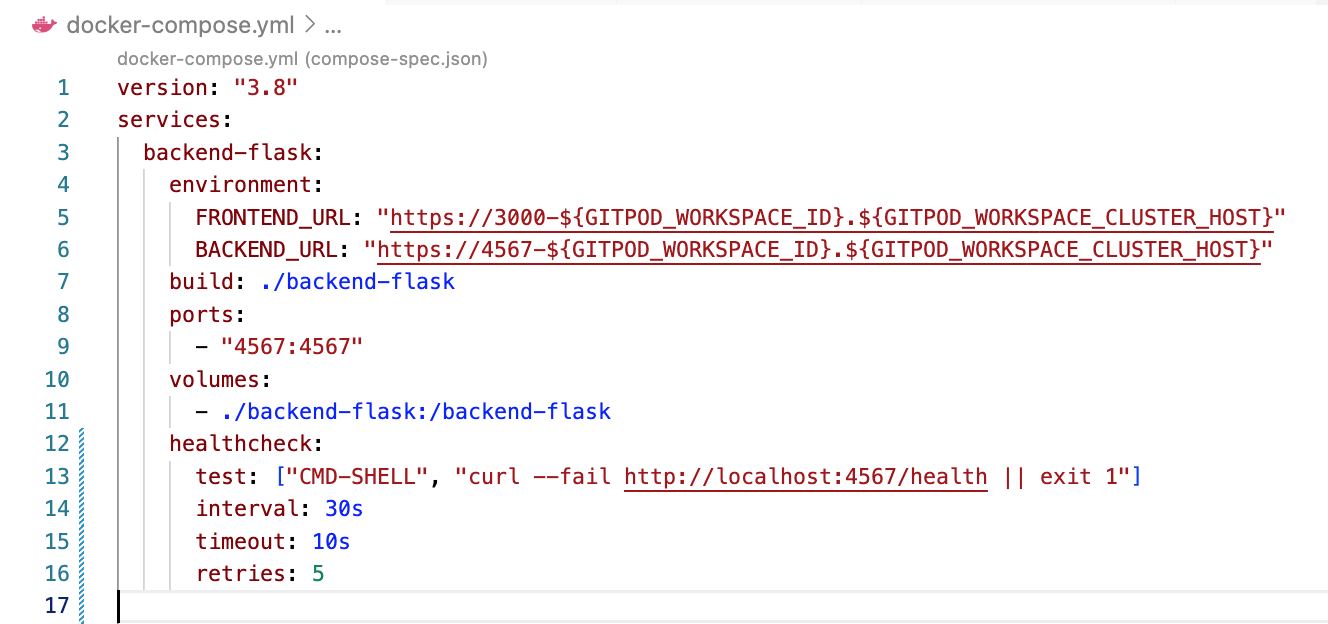 docker-compose.yml > ...
docker-compose.yml (compose-spec.json)
1 version: "3.8"
2 services:
3   backend-flask:
4     environment:
5       FRONTEND_URL: "https://3000-${GITPOD_WORKSPACE_ID}.${GITPOD_WORKSPACE_CLUSTER_HOST}"
6       BACKEND_URL: "https://4567-${GITPOD_WORKSPACE_ID}.${GITPOD_WORKSPACE_CLUSTER_HOST}"
7     build: ./backend-flask
8     ports:
9       - "4567:4567"
10     volumes:
11       - ./backend-flask:/backend-flask
12     healthcheck:
13       test: ["CMD-SHELL", "curl --fail http://localhost:4567/health || exit 1"]
14       interval: 30s
15       timeout: 10s
16       retries: 5
17